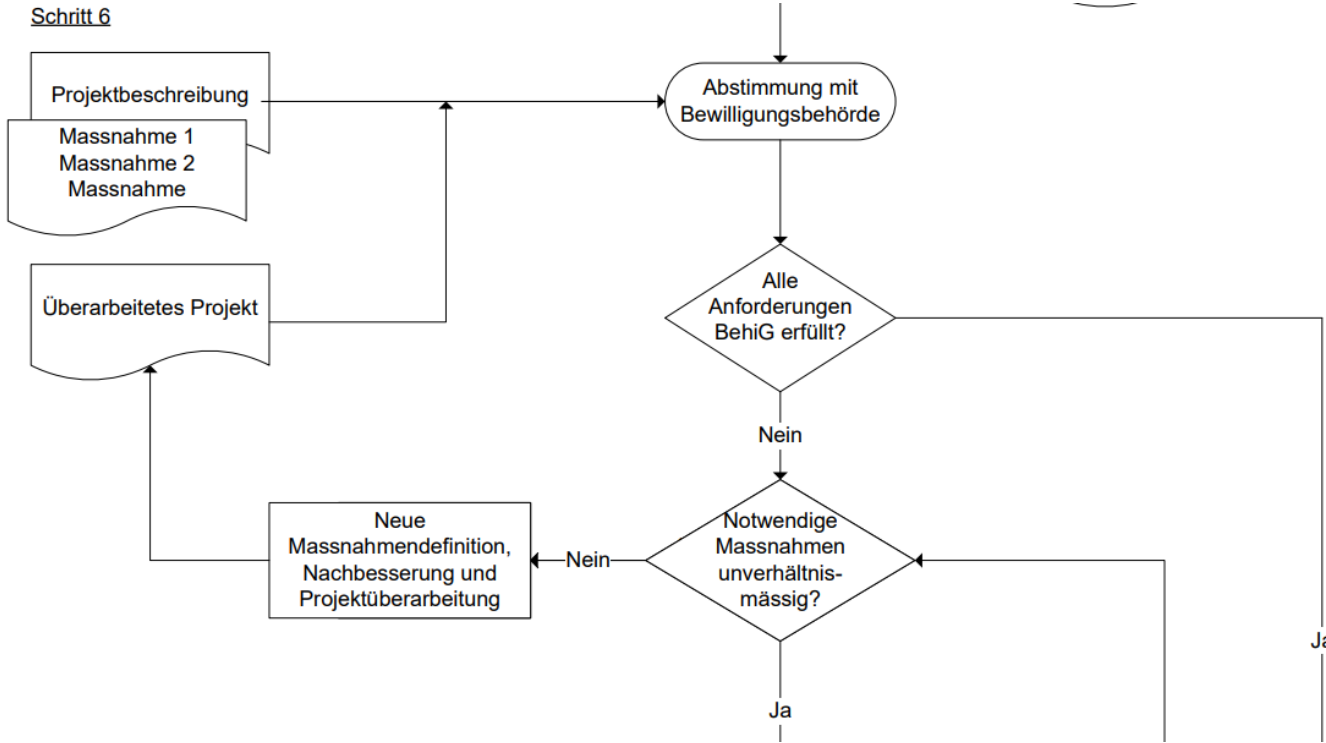 Schritt 6
Projektbeschreibung
Massnahme 1
Massnahme 2
Massnahme
Abstimmung mit
Bewilligungsbehörde
Überarbeitetes Projekt
Alle
Anforderungen
BehiG erfüllt?
Nein
Neue
Massnahmendefinition,
Nachbesserung und
Projektüberarbeitung
Nein
Notwendige
Massnahmen
unverhältnis-
mässig?
Ja
Ja